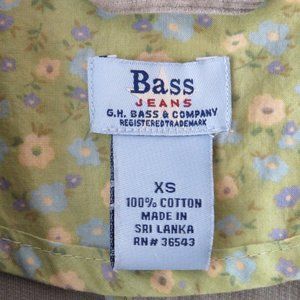 Bass
JEANS
G.H. BASS & COMPANY
REGISTERED TRADEMARK
XS
100% COTTON
MADE IN
SRI LANKA
RN# 36543